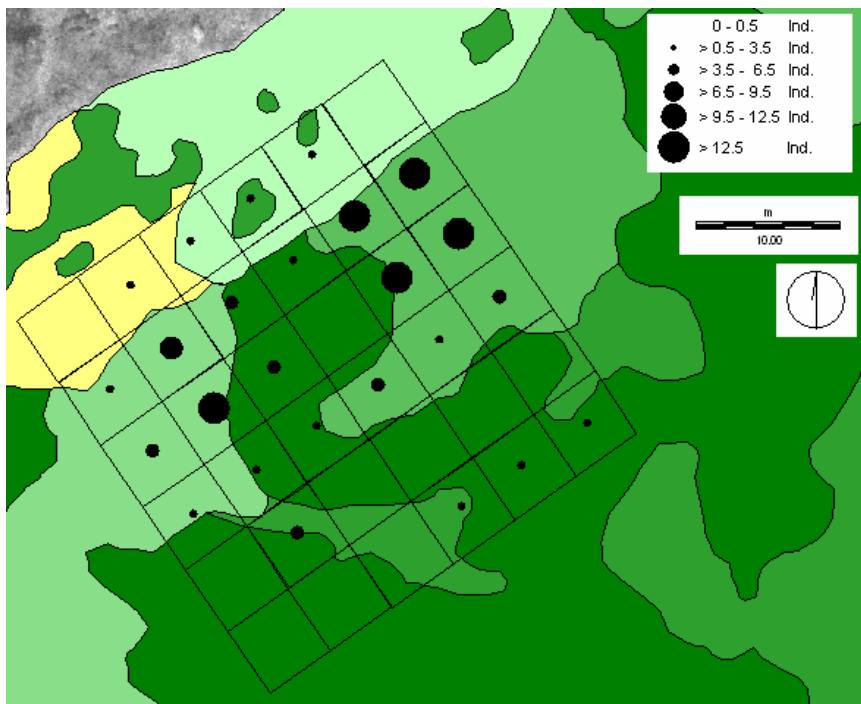 0 - 0.5 Ind.
> 0.5 - 3.5 Ind.
> 3.5 - 6.5 Ind.
> 6.5 - 9.5 Ind.
> 9.5 - 12.5 Ind.
> 12.5 Ind.
m
10.00